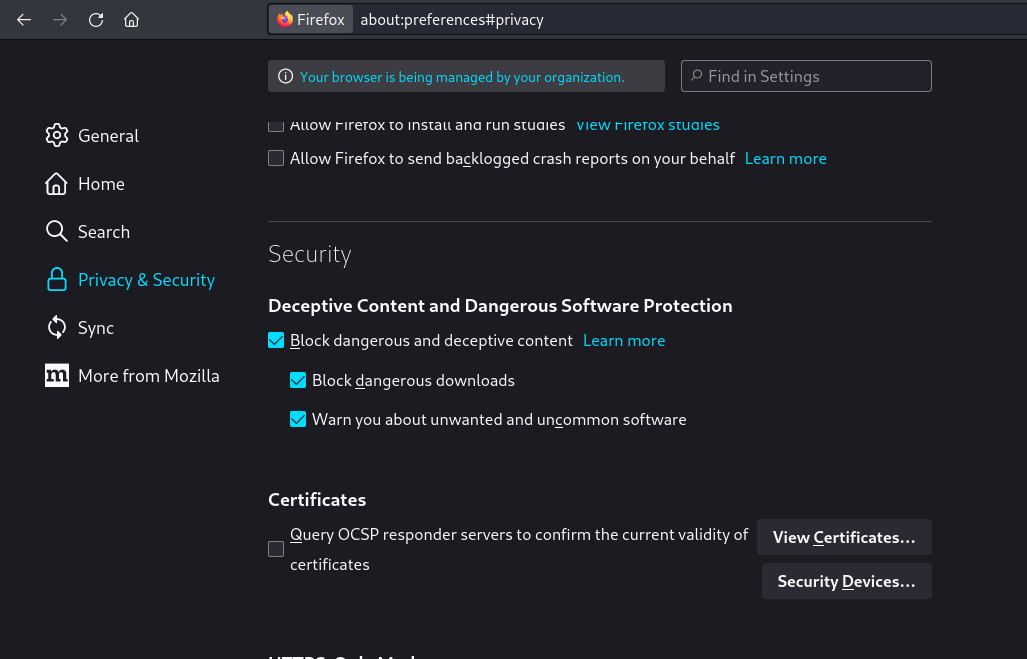 Firefox about:preferences#privacy
Your browser is being managed by your organization.
Find in Settings
General
Home
Search
Privacy & Security
Sync
More from Mozilla
Allow Firefox to install and run studies View Firefox studies
Allow Firefox to send backlogged crash reports on your behalf Learn more
Security
Deceptive Content and Dangerous Software Protection
Block dangerous and deceptive content Learn more
Block dangerous downloads
Warn you about unwanted and uncommon software
Certificates
Query OCSP responder servers to confirm the current validity of
certificates
View Certificates...
Security Devices...